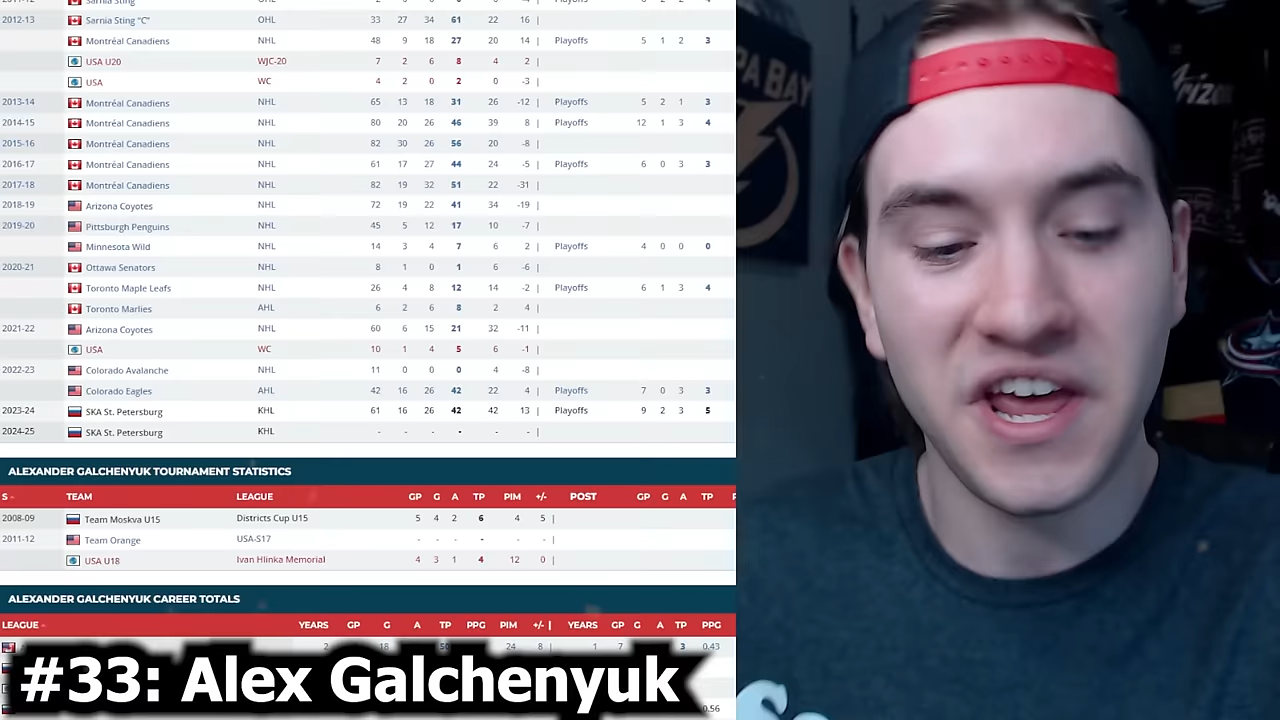 Sarnia Sting
2012-13 Sarnia Sting "C" OHL 33 27 34 61 22 16
Montréal Canadiens NHL 48 9 18 27 20 14 | Playoffs 5 1 2 3
USA U20 WJC-20 7 2 6 8 4 2 |
USA WC 4 2 0 2 0 -3 |
2013-14 Montréal Canadiens NHL 65 13 18 31 26 -12 | Playoffs 5 2 1 3
2014-15 Montréal Canadiens NHL 80 20 26 46 39 8 | Playoffs 12 1 3 4
2015-16 Montréal Canadiens NHL 82 30 26 56 20 -8 |
2016-17 Montréal Canadiens NHL 61 17 27 44 24 -5 | Playoffs 6 0 3 3
2017-18 Montréal Canadiens NHL 82 19 32 51 22 -31 |
2018-19 Arizona Coyotes NHL 72 19 22 41 34 -19 |
2019-20 Pittsburgh Penguins NHL 45 5 12 17 10 -7 |
Minnesota Wild NHL 14 3 4 7 6 2 | Playoffs 4 0 0 0
2020-21 Ottawa Senators NHL 8 1 0 1 6 -6 |
Toronto Maple Leafs NHL 26 4 8 12 14 -2 | Playoffs 6 1 3 4
Toronto Marlies AHL 6 2 6 8 2 4 |
2021-22 Arizona Coyotes NHL 60 6 15 21 32 -11 |
USA WC 10 1 4 5 6 -1 |
2022-23 Colorado Avalanche NHL 11 0 0 0 4 -8 |
Colorado Eagles AHL 42 16 26 42 22 4 | Playoffs 7 0 3 3
2023-24 SKA St. Petersburg KHL 61 16 26 42 42 13 | Playoffs 9 2 3 5
2024-25 SKA St. Petersburg KHL - - - - - - |
ALEXANDER GALCHENYUK TOURNAMENT STATISTICS
S TEAM LEAGUE GP G A TP PIM +/- POST GP G A TP
2008-09 Team Moskva U15 Districts Cup U15 5 4 2 6 4 5 |
2011-12 Team Orange USA-S17 - - - - - - |
USA U18 Ivan Hlinka Memorial 4 3 1 4 12 0 |
ALEXANDER GALCHENYUK CAREER TOTALS
LEAGUE YEARS GP G A TP PPG PIM +/- | YEARS GP G A TP PPG
2 24 8 | 1 7 3 0.43
0.56
#33: Alex Galchenyuk
PA BAY